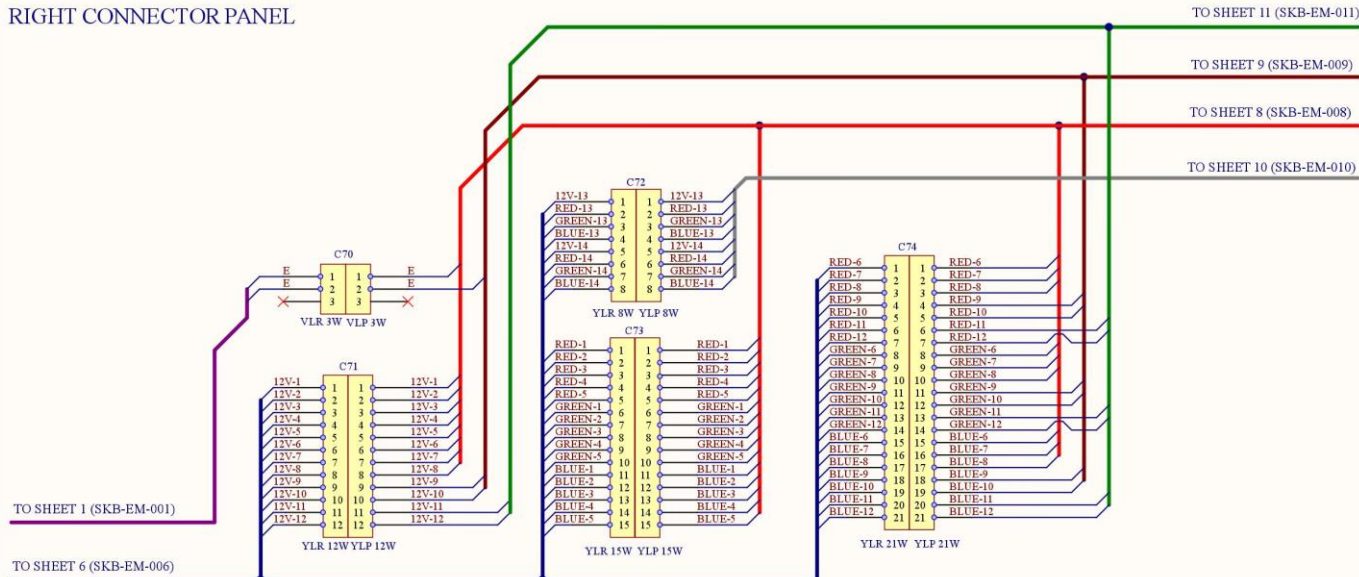 RIGHT CONNECTOR PANEL
TO SHEET 11 (SKB-EM-011)
TO SHEET 9 (SKB-EM-009)
TO SHEET 8 (SKB-EM-008)
TO SHEET 10 (SKB-EM-010)
C70
E 1 1 E
E 2 2 E
3 3
VLR 3W VLP 3W
C71
12V-1 1 1 12V-1
12V-2 2 2 12V-2
12V-3 3 3 12V-3
12V-4 4 4 12V-4
12V-5 5 5 12V-5
12V-6 6 6 12V-6
12V-7 7 7 12V-7
12V-8 8 8 12V-8
12V-9 9 9 12V-9
12V-10 10 10 12V-10
12V-11 11 11 12V-11
12V-12 12 12 12V-12
YLR 12W YLP 12W
C72
12V-13 1 1 12V-13
RED-13 2 2 RED-13
GREEN-13 3 3 GREEN-13
BLUE-13 4 4 BLUE-13
12V-14 5 5 12V-14
RED-14 6 6 RED-14
GREEN-14 7 7 GREEN-14
BLUE-14 8 8 BLUE-14
YLR 8W YLP 8W
C73
RED-1 1 1 RED-1
RED-2 2 2 RED-2
RED-3 3 3 RED-3
RED-4 4 4 RED-4
RED-5 5 5 RED-5
GREEN-1 6 6 GREEN-1
GREEN-2 7 7 GREEN-2
GREEN-3 8 8 GREEN-3
GREEN-4 9 9 GREEN-4
GREEN-5 10 10 GREEN-5
BLUE-1 11 11 BLUE-1
BLUE-2 12 12 BLUE-2
BLUE-3 13 13 BLUE-3
BLUE-4 14 14 BLUE-4
BLUE-5 15 15 BLUE-5
YLR 15W YLP 15W
C74
RED-6 1 1 RED-6
RED-7 2 2 RED-7
RED-8 3 3 RED-8
RED-9 4 4 RED-9
RED-10 5 5 RED-10
RED-11 6 6 RED-11
RED-12 7 7 RED-12
GREEN-6 8 8 GREEN-6
GREEN-7 9 9 GREEN-7
GREEN-8 10 10 GREEN-8
GREEN-9 11 11 GREEN-9
GREEN-10 12 12 GREEN-10
GREEN-11 13 13 GREEN-11
GREEN-12 14 14 GREEN-12
BLUE-6 15 15 BLUE-6
BLUE-7 16 16 BLUE-7
BLUE-8 17 17 BLUE-8
BLUE-9 18 18 BLUE-9
BLUE-10 19 19 BLUE-10
BLUE-11 20 20 BLUE-11
BLUE-12 21 21 BLUE-12
YLR 21W YLP 21W
TO SHEET 1 (SKB-EM-001)
TO SHEET 6 (SKB-EM-006)